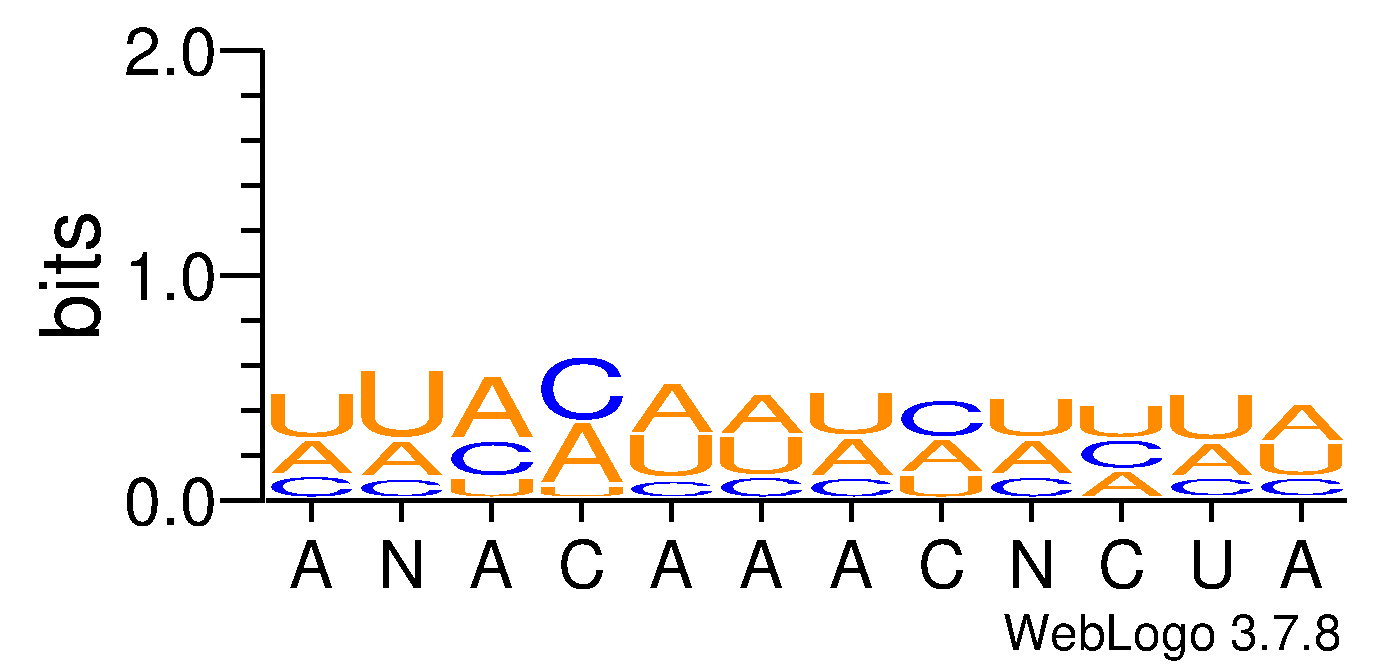 2.0
bits
1.0
0.0
U U A C A A U C U U U A
A A C A U U A A A C A U
C C U U C C C U C A C C
A N A C A A A C N C U A
WebLogo 3.7.8